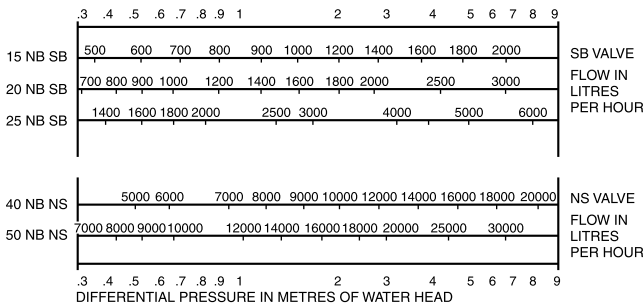 .3 .4 .5 .6 .7 .8 .9 1 2 3 4 5 6 7 8 9
15 NB SB 500 600 700 800 900 1000 1200 1400 1600 1800 2000 SB VALVE
20 NB SB 700 800 900 1000 1200 1400 1600 1800 2000 2500 3000 FLOW IN
LITRES
25 NB SB 1400 1600 1800 2000 2500 3000 4000 5000 6000 PER HOUR
40 NB NS 5000 6000 7000 8000 9000 10000 12000 14000 16000 18000 20000 NS VALVE
50 NB NS 7000 8000 9000 10000 12000 14000 16000 18000 20000 25000 30000 FLOW IN
LITRES
PER HOUR
.3 .4 .5 .6 .7 .8 .9 1 2 3 4 5 6 7 8 9
DIFFERENTIAL PRESSURE IN METRES OF WATER HEAD